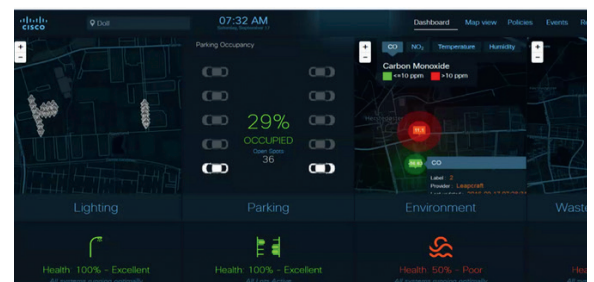 CISCO
Doll
07:32 AM
Dashboard Map view Policies Events
Parking Occupancy
29%
OCCUPIED
Open Spots
36
CO NO₂ Temperature Humidity
Carbon Monoxide
<=10 ppm >10 ppm
CO
Label : 2
Provider : Leapcraft
Lighting
Parking
Environment
Waste
Health: 100% - Excellent
Health: 100% - Excellent
Health: 50% - Poor